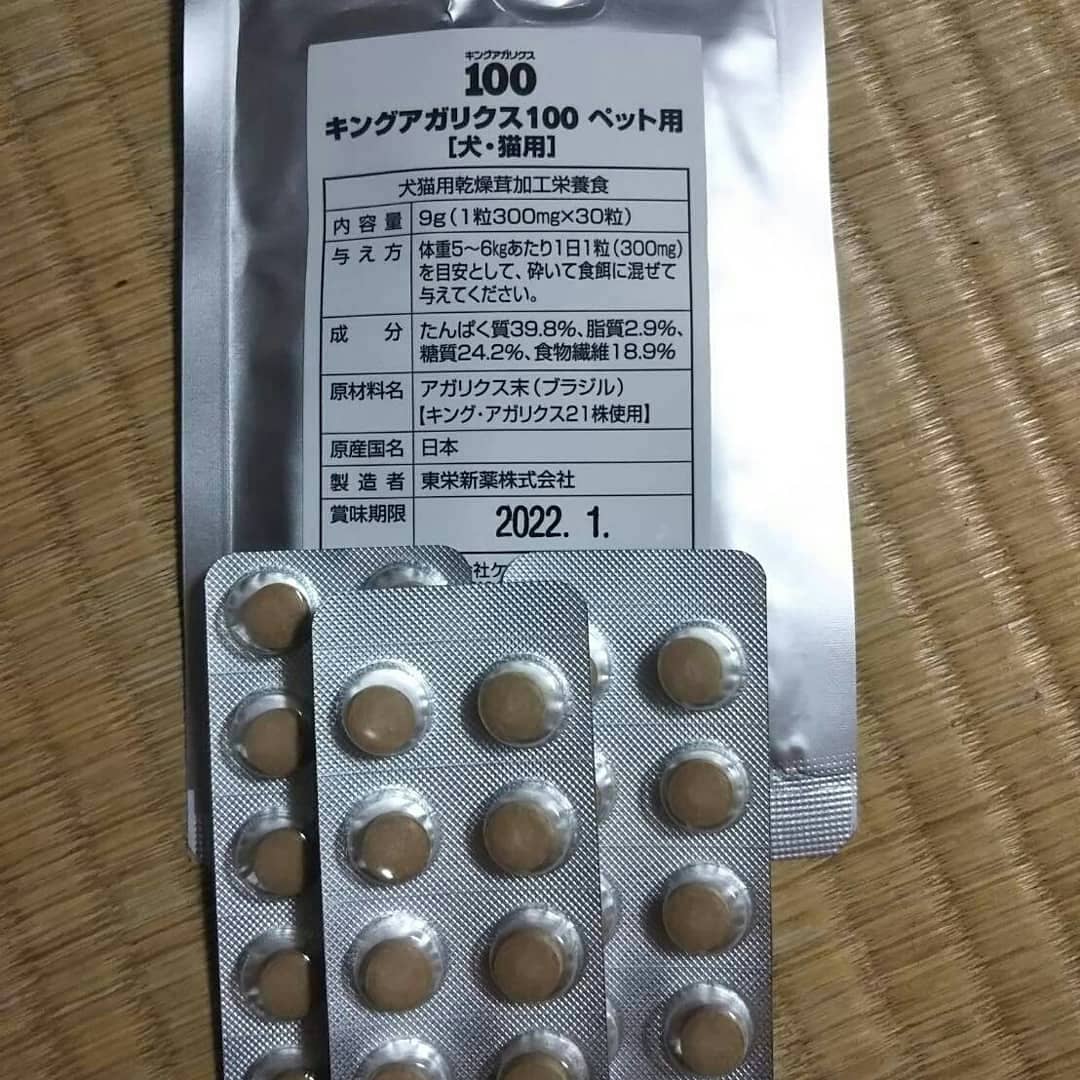 キングアガリクス
100
キングアガリクス100 ペット用
[犬・猫用]
犬猫用乾燥茸加工栄養食
内容量 9g(1粒300mg×30粒)
与え方 体重5〜6kgあたり1日1粒(300mg)
を目安として、砕いて食餌に混ぜて
与えてください。
成分 たんぱく質39.8%、脂質2.9%、
糖質24.2%、食物繊維18.9%
原材料名 アガリクス末(ブラジル)
【キング・アガリクス21株使用】
原産国名 日本
製造者 東栄新薬株式会社
賞味期限 2022. 1.
社ケ